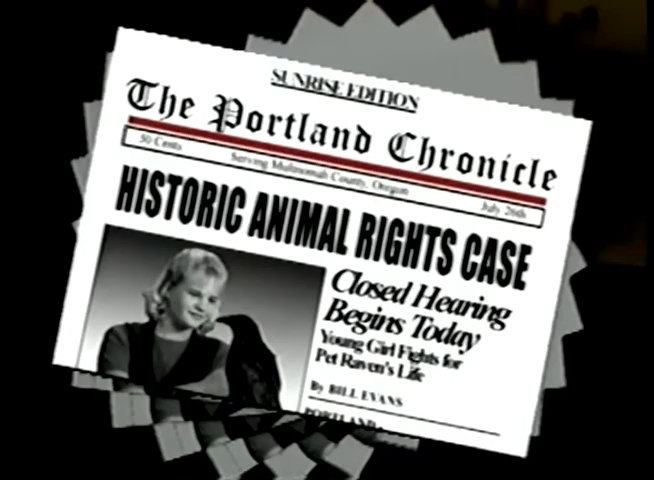 SUNRISE EDITION
The Portland Chronicle
50 Cents Serving Multnomah County, Oregon July 26th
HISTORIC ANIMAL RIGHTS CASE
Closed Hearing
Begins Today
Young Girl Fights for
Pet Raven's Life
By BILL EVANS
PORTLAND